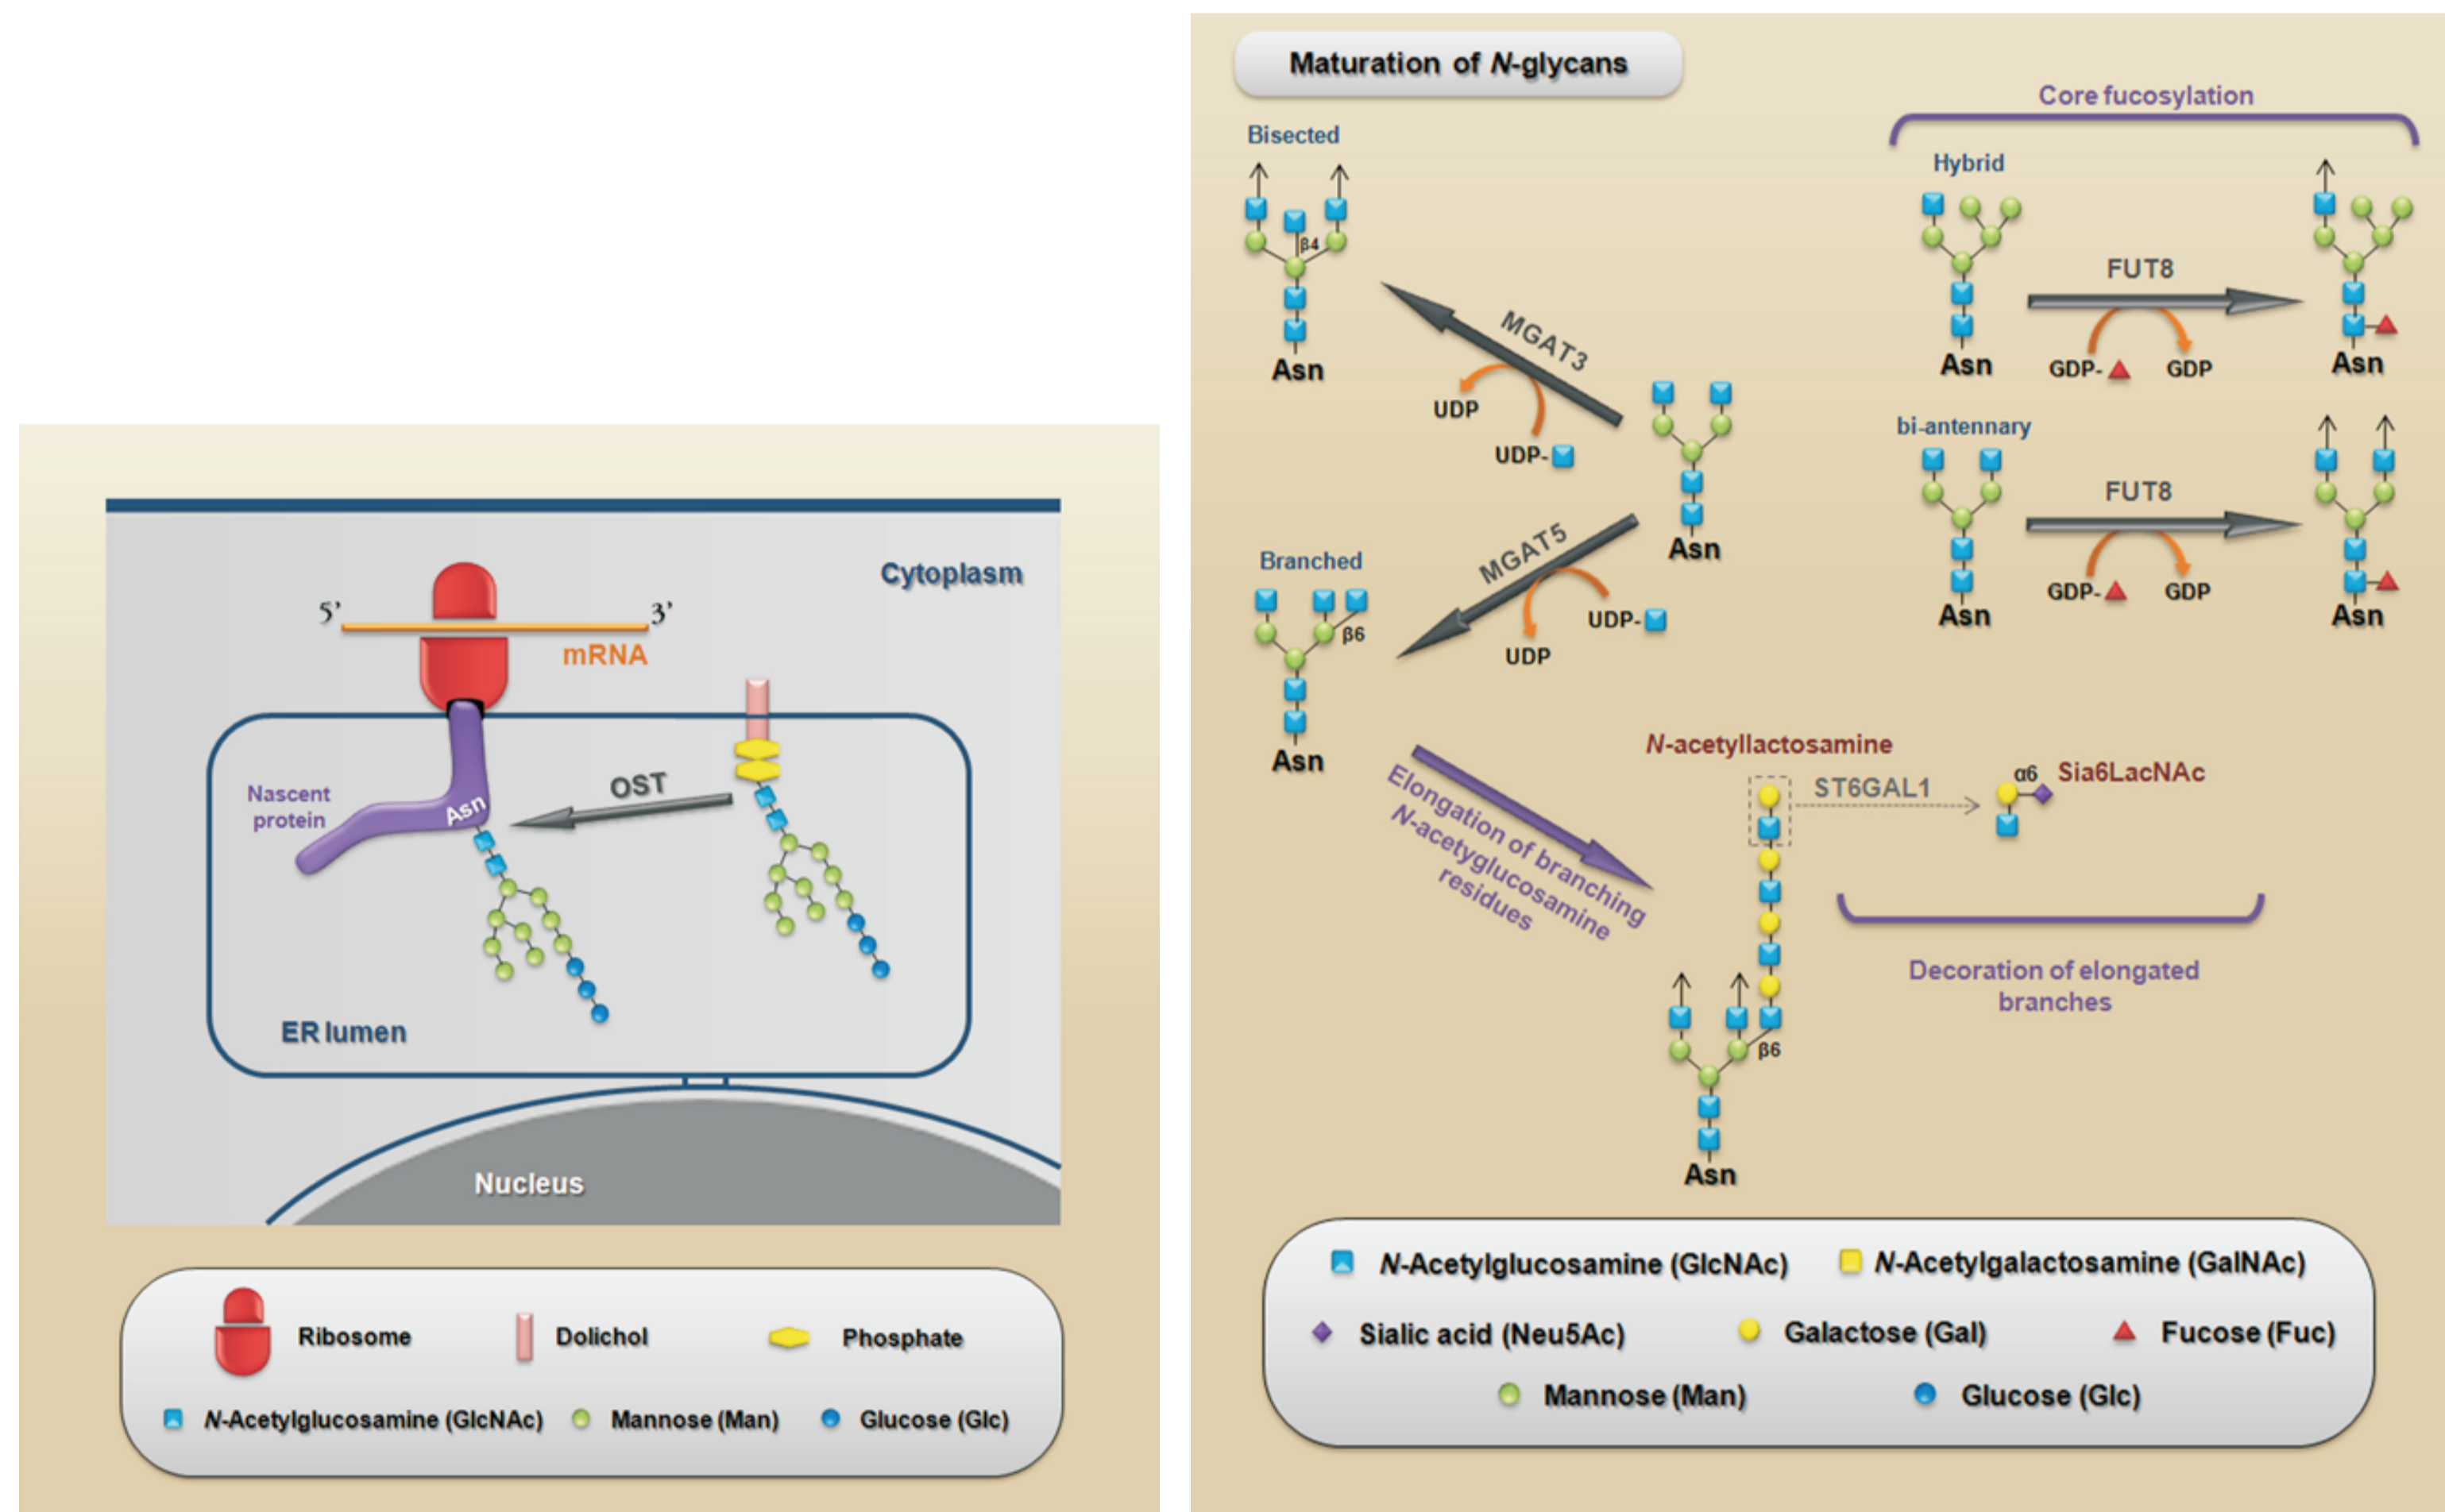 Cytoplasm
5’
3’
mRNA
Nascent
protein
Asn
OST
ER lumen
Nucleus
Ribosome
Dolichol
Phosphate
N-Acetylglucosamine (GlcNAc)
Mannose (Man)
Glucose (Glc)
Maturation of N-glycans
Bisected
β4
Asn
MGAT3
UDP
UDP-
Asn
MGAT5
UDP-
UDP
Branched
β6
Asn
Core fucosylation
Hybrid
Asn
FUT8
GDP-
GDP
Asn
bi-antennary
Asn
FUT8
GDP-
GDP
Asn
Elongation of branching
N-acetyglucosamine
residues
N-acetyllactosamine
ST6GAL1
α6
Sia6LacNAc
Decoration of elongated
branches
β6
Asn
N-Acetylglucosamine (GlcNAc)
N-Acetylgalactosamine (GalNAc)
Sialic acid (Neu5Ac)
Galactose (Gal)
Fucose (Fuc)
Mannose (Man)
Glucose (Glc)